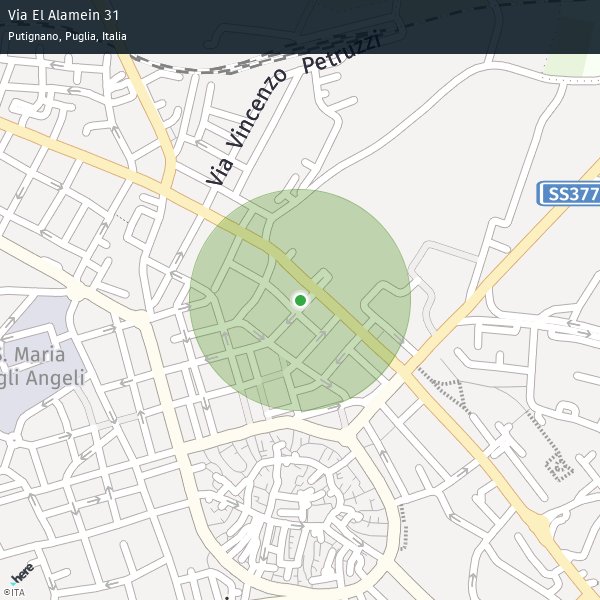 Via El Alamein 31
Putignano, Puglia, Italia
Via Vincenzo Petruzzi
SS377
S. Maria
gli Angeli
here
©ITA